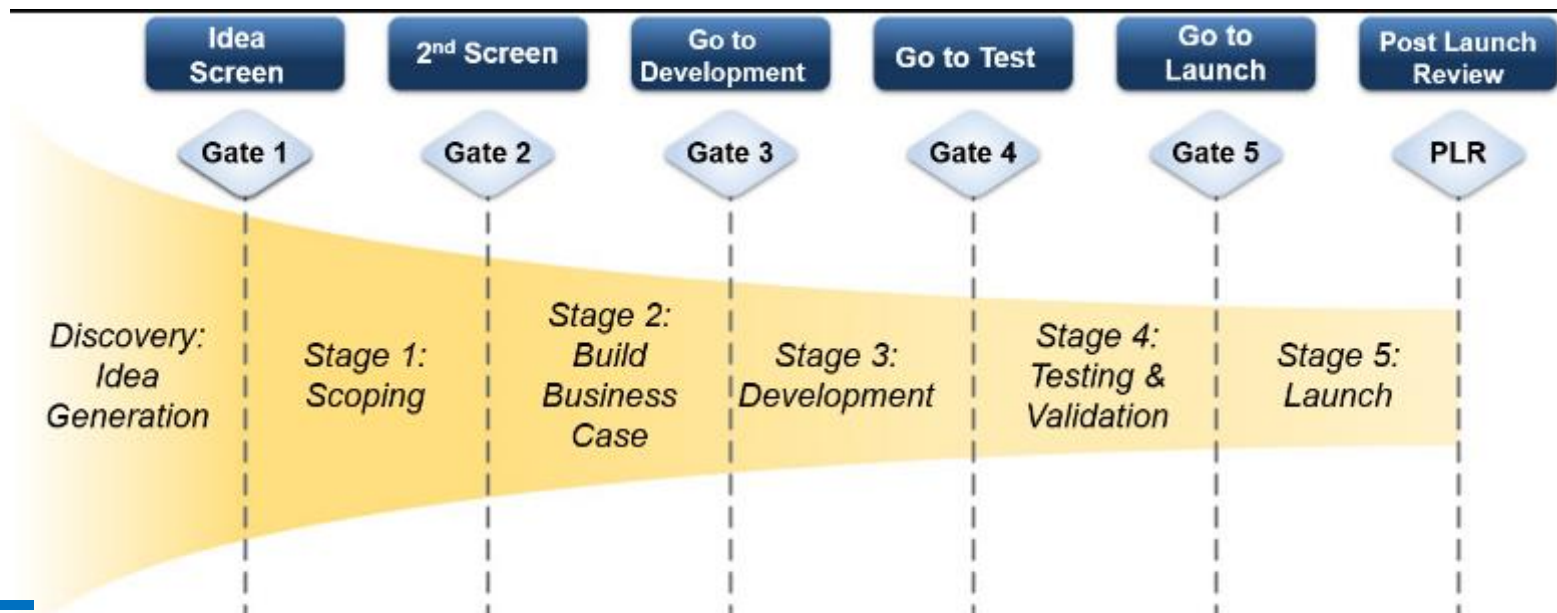 Idea
Screen
2nd Screen
Go to
Development
Go to Test
Go to
Launch
Post Launch
Review
Gate 1
Gate 2
Gate 3
Gate 4
Gate 5
PLR
Discovery:
Idea
Generation
Stage 1:
Scoping
Stage 2:
Build
Business
Case
Stage 3:
Development
Stage 4:
Testing &
Validation
Stage 5:
Launch